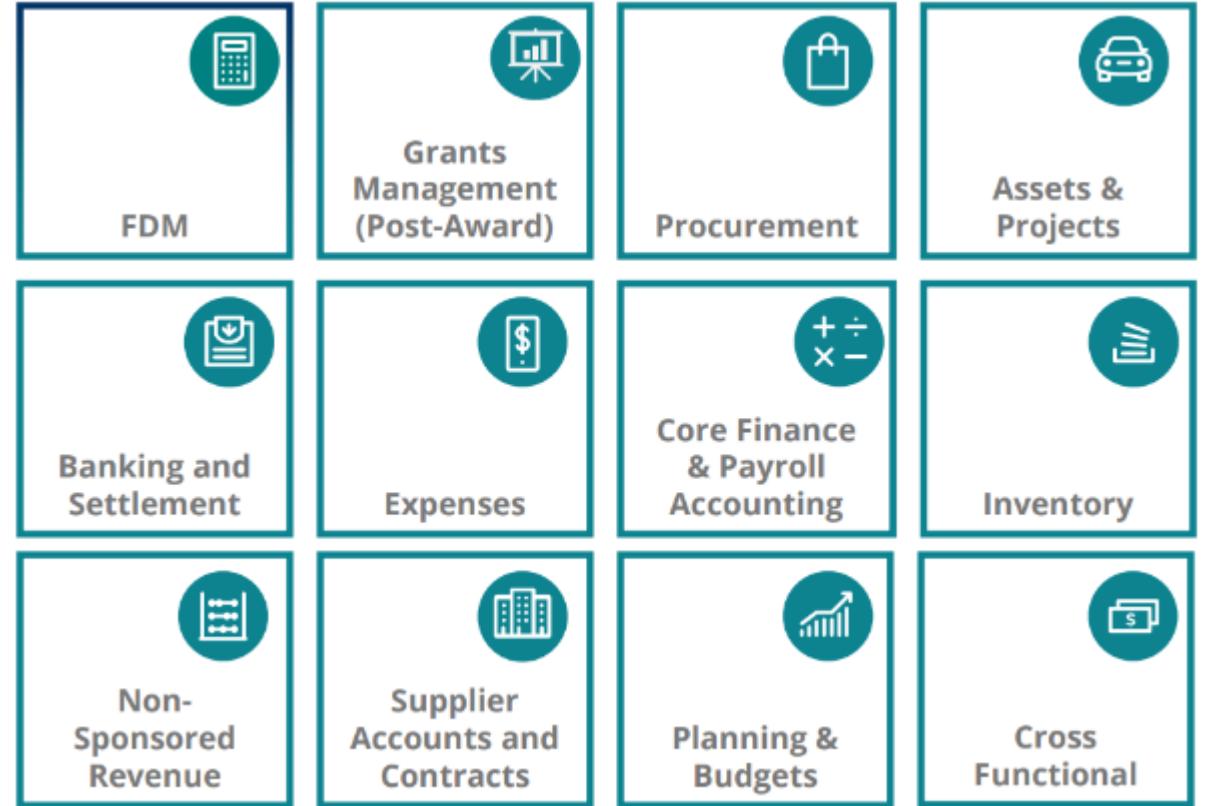 FDM
Grants
Management
(Post-Award)
Procurement
Assets &
Projects
Banking and
Settlement
$
Expenses
Core Finance
& Payroll
Accounting
Inventory
Non-
Sponsored
Revenue
Supplier
Accounts and
Contracts
Planning &
Budgets
$
Cross
Functional